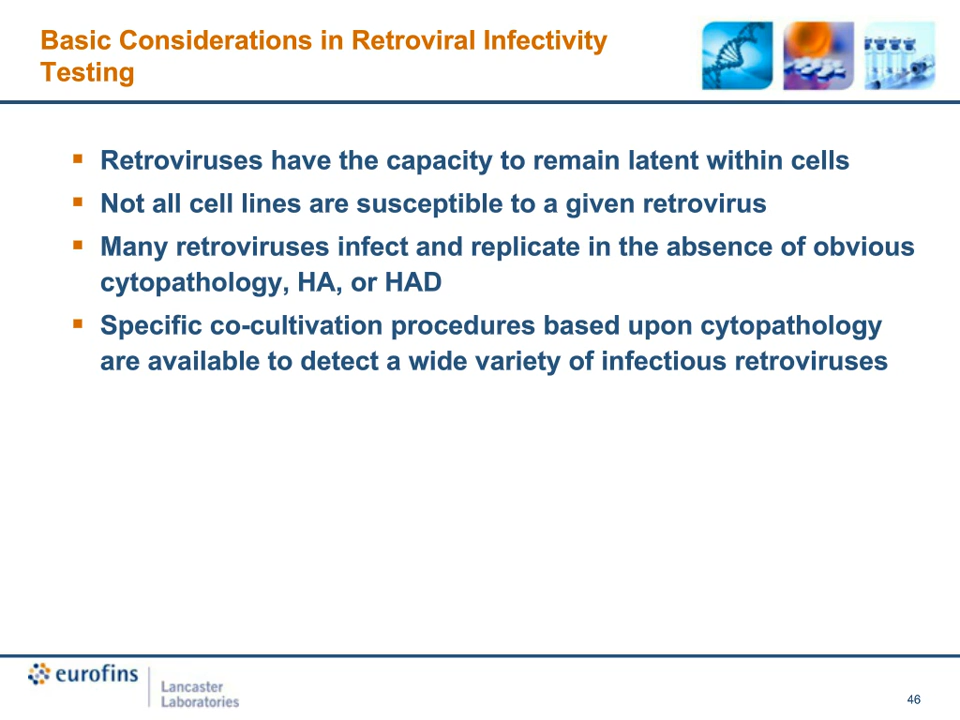 Basic Considerations in Retroviral Infectivity
Testing
▪ Retroviruses have the capacity to remain latent within cells
▪ Not all cell lines are susceptible to a given retrovirus
▪ Many retroviruses infect and replicate in the absence of obvious
cytopathology, HA, or HAD
▪ Specific co-cultivation procedures based upon cytopathology
are available to detect a wide variety of infectious retroviruses
eurofins
Lancaster
Laboratories
46